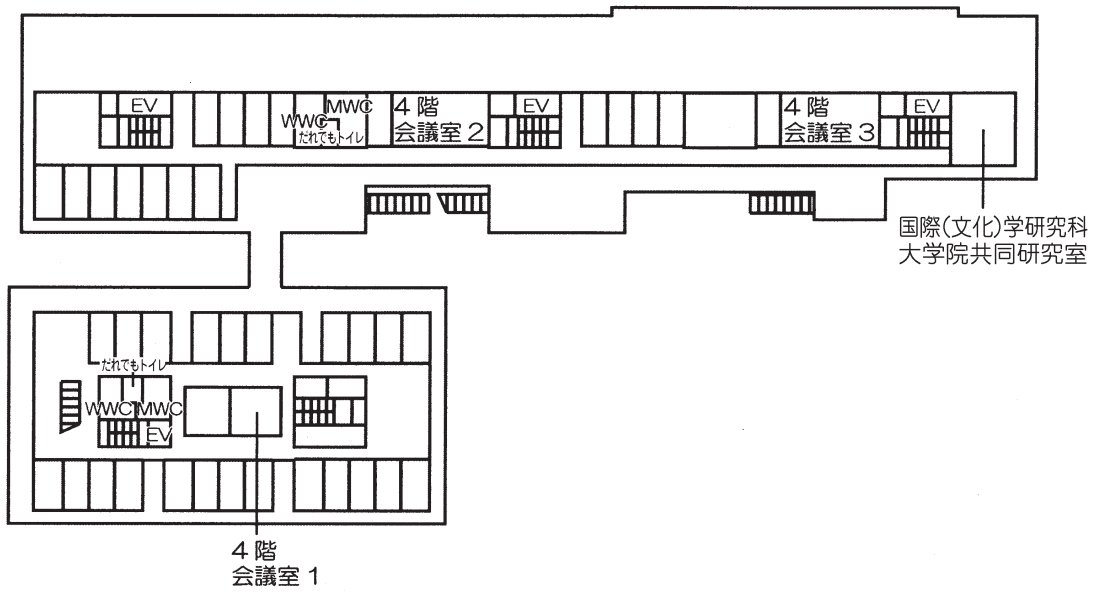 EV
WWC
MWC
だれでもトイレ
4階
会議室2
EV
4階
会議室3
EV
国際(文化)学研究科
大学院共同研究室
だれでもトイレ
WWC
MWC
EV
4階
会議室1